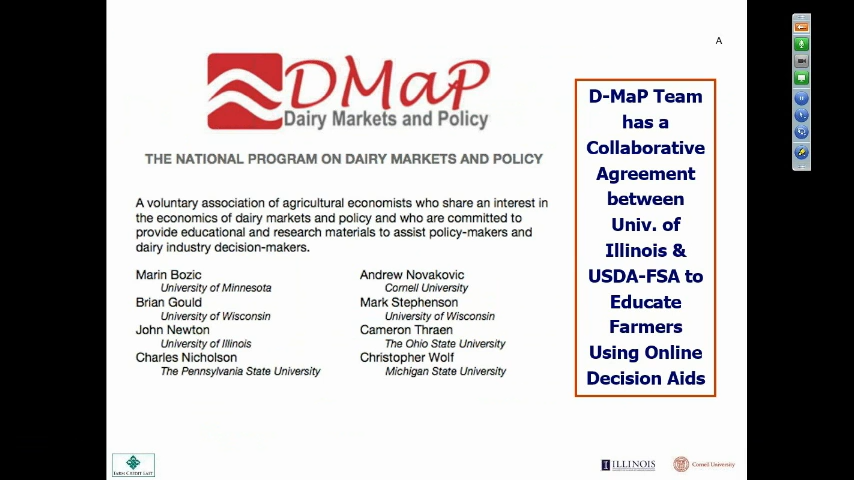 A
DMaP
Dairy Markets and Policy
THE NATIONAL PROGRAM ON DAIRY MARKETS AND POLICY
A voluntary association of agricultural economists who share an interest in
the economics of dairy markets and policy and who are committed to
provide educational and research materials to assist policy-makers and
dairy industry decision-makers.
Marin Bozic
University of Minnesota
Brian Gould
University of Wisconsin
John Newton
University of Illinois
Charles Nicholson
The Pennsylvania State University
Andrew Novakovic
Cornell University
Mark Stephenson
University of Wisconsin
Cameron Thraen
The Ohio State University
Christopher Wolf
Michigan State University
D-MaP Team
has a
Collaborative
Agreement
between
Univ. of
Illinois &
USDA-FSA to
Educate
Farmers
Using Online
Decision Aids
FARM CREDIT EAST
ILLINOIS
Cornell University